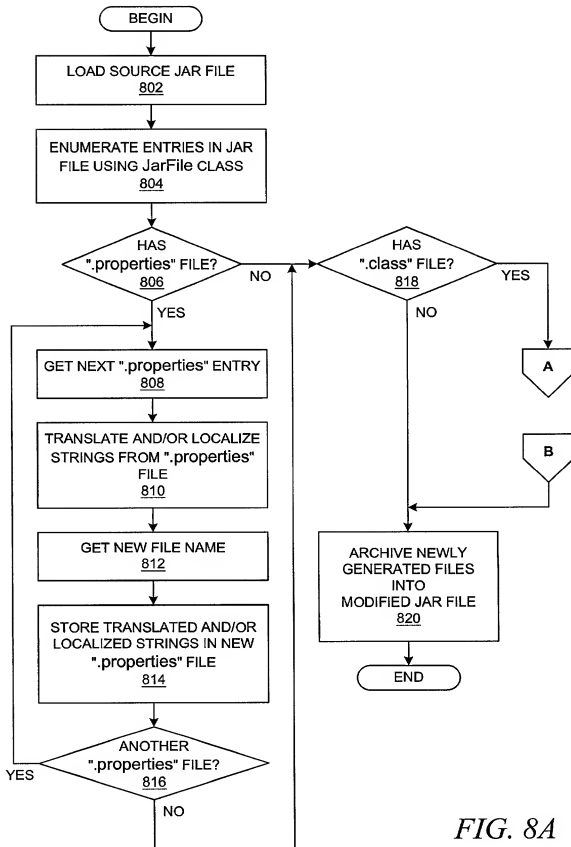 BEGIN
LOAD SOURCE JAR FILE
802
ENUMERATE ENTRIES IN JAR
FILE USING JarFile CLASS
804
HAS
".properties" FILE?
806
NO
YES
GET NEXT ".properties" ENTRY
808
TRANSLATE AND/OR LOCALIZE
STRINGS FROM ".properties"
FILE
810
GET NEW FILE NAME
812
STORE TRANSLATED AND/OR
LOCALIZED STRINGS IN NEW
".properties" FILE
814
ANOTHER
".properties" FILE?
816
YES
NO
HAS
".class" FILE?
818
YES
NO
A
B
ARCHIVE NEWLY
GENERATED FILES
INTO
MODIFIED JAR FILE
820
END
FIG. 8A